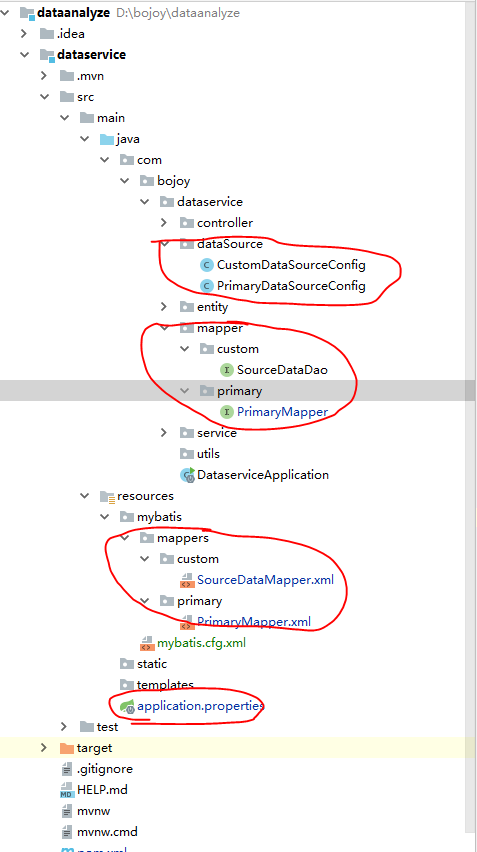 dataanalyze D:\bojoy\dataanalyze
.idea
dataservice
.mvn
src
main
java
com
bojoy
dataservice
controller
dataSource
CustomDataSourceConfig
PrimaryDataSourceConfig
entity
mapper
custom
SourceDataDao
primary
PrimaryMapper
service
utils
DataserviceApplication
resources
mybatis
mappers
custom
SourceDataMapper.xml
primary
PrimaryMapper.xml
mybatis.cfg.xml
static
templates
application.properties
test
target
.gitignore
HELP.md
mvnw
mvnw.cmd
pom.xml